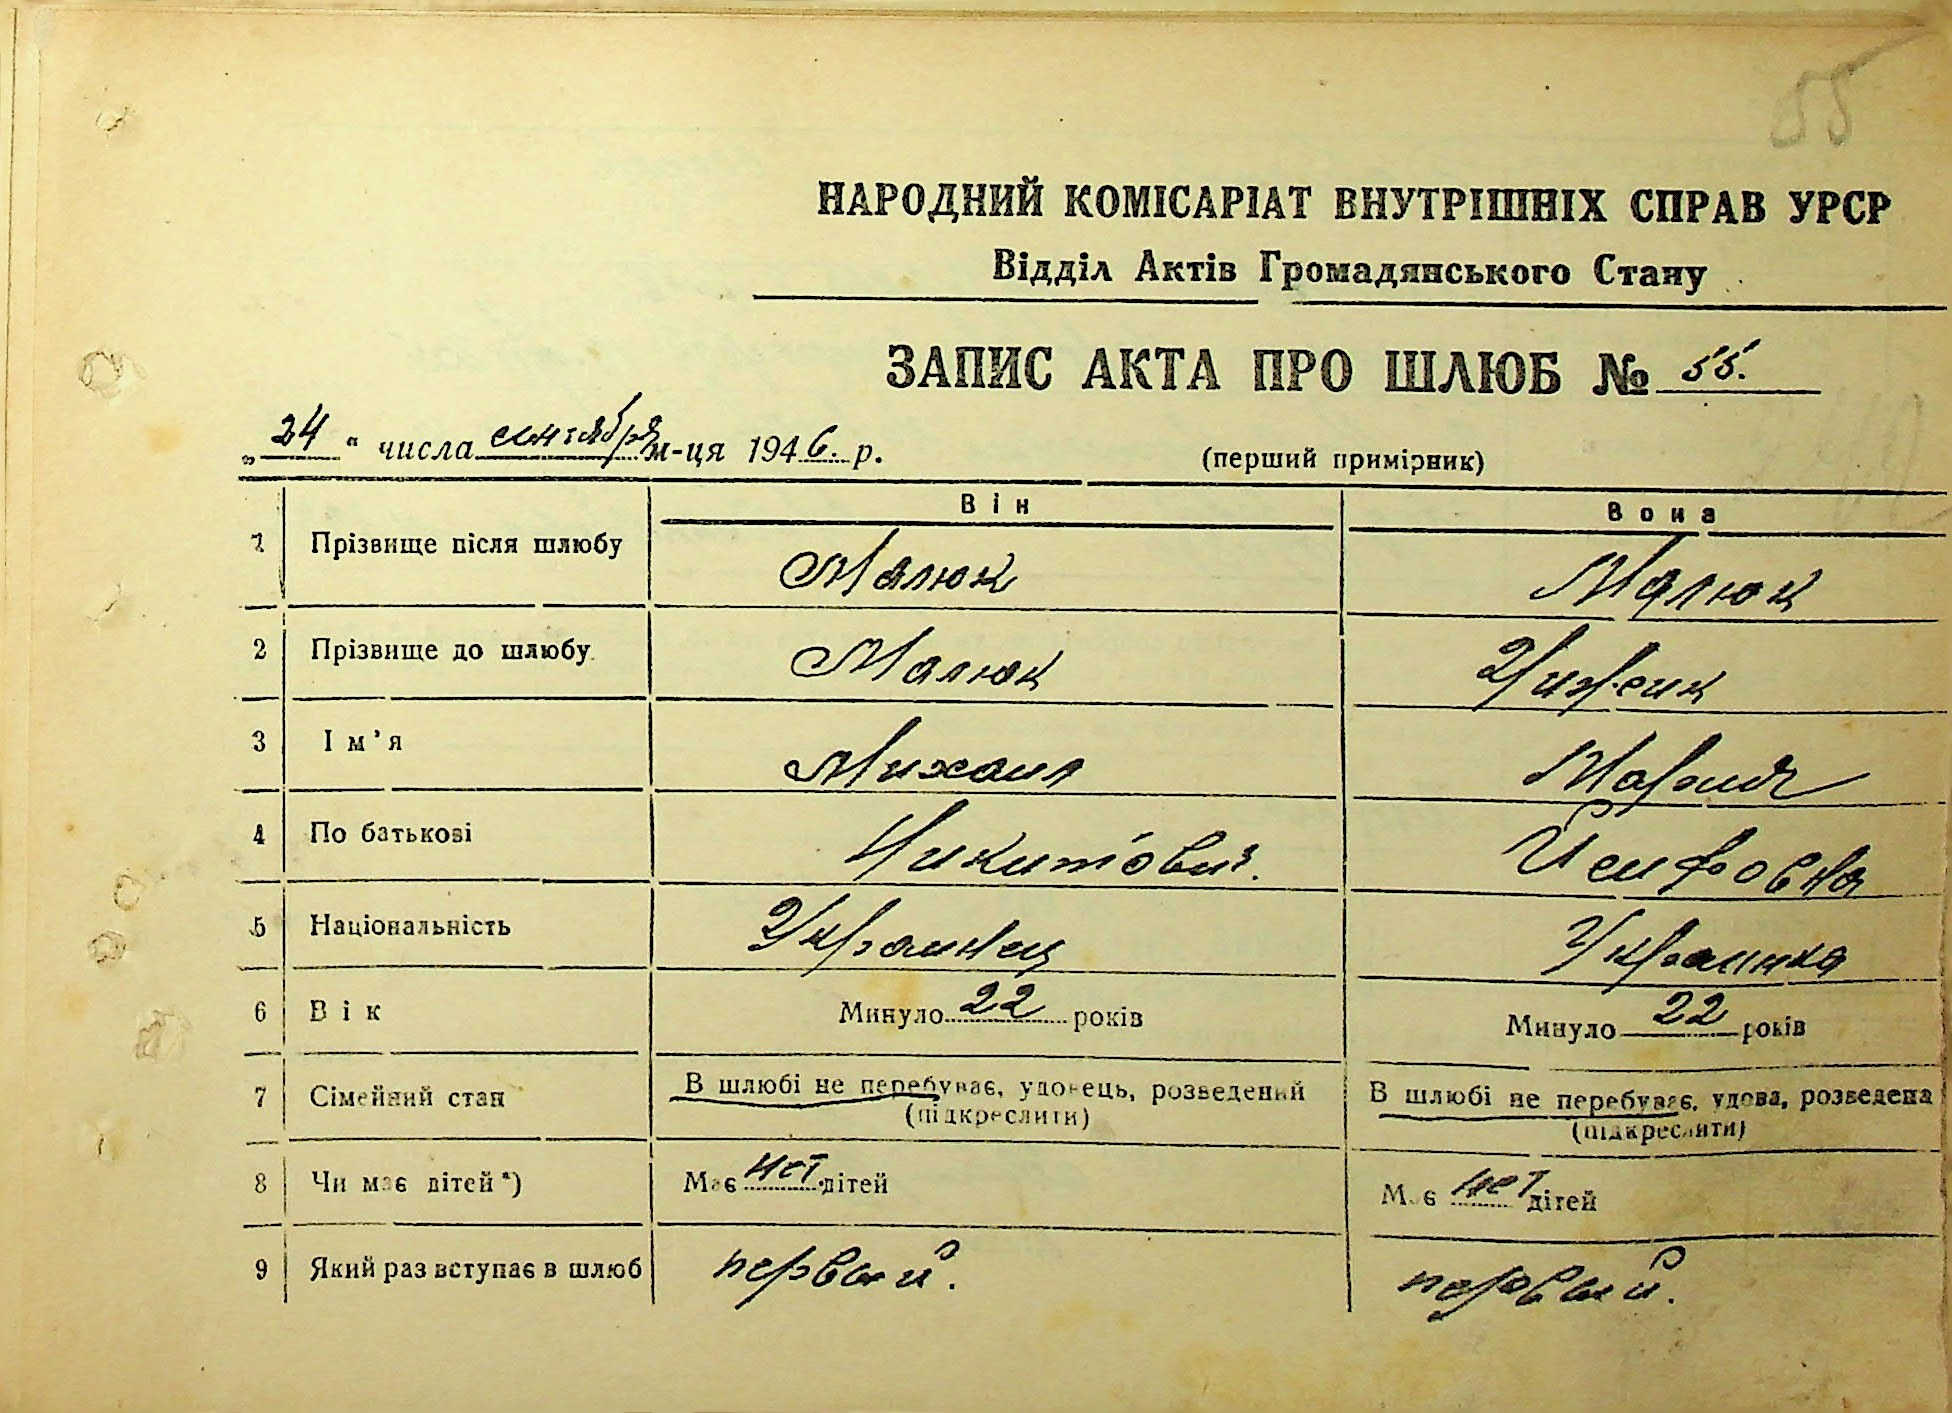 55
НАРОДНИЙ КОМІСАРІАТ ВНУТРІШНІХ СПРАВ УРСР
Відділ Актів Громадянського Стану
ЗАПИС АКТА ПРО ШЛЮБ № 55.
„24“ числа сентября м-ця 1946 р. (перший примірник)
Він Вона
1 Прізвище після шлюбу Малюк Малюк
2 Прізвище до шлюбу Малюк Чижик
3 Ім'я Михаил Мария
4 По батькові Никитович. Йсифовна
5 Національність Украинец Украинка
6 Вік Минуло 22 років Минуло 22 років
7 Сімейний стан В шлюбі не перебуває, удовець, розведений В шлюбі не перебуває, удова, розведена
(підкреслити) (підкреслити)
8 Чи має дітей*) Має нет дітей Має нет дітей
9 Який раз вступає в шлюб первый. первый.